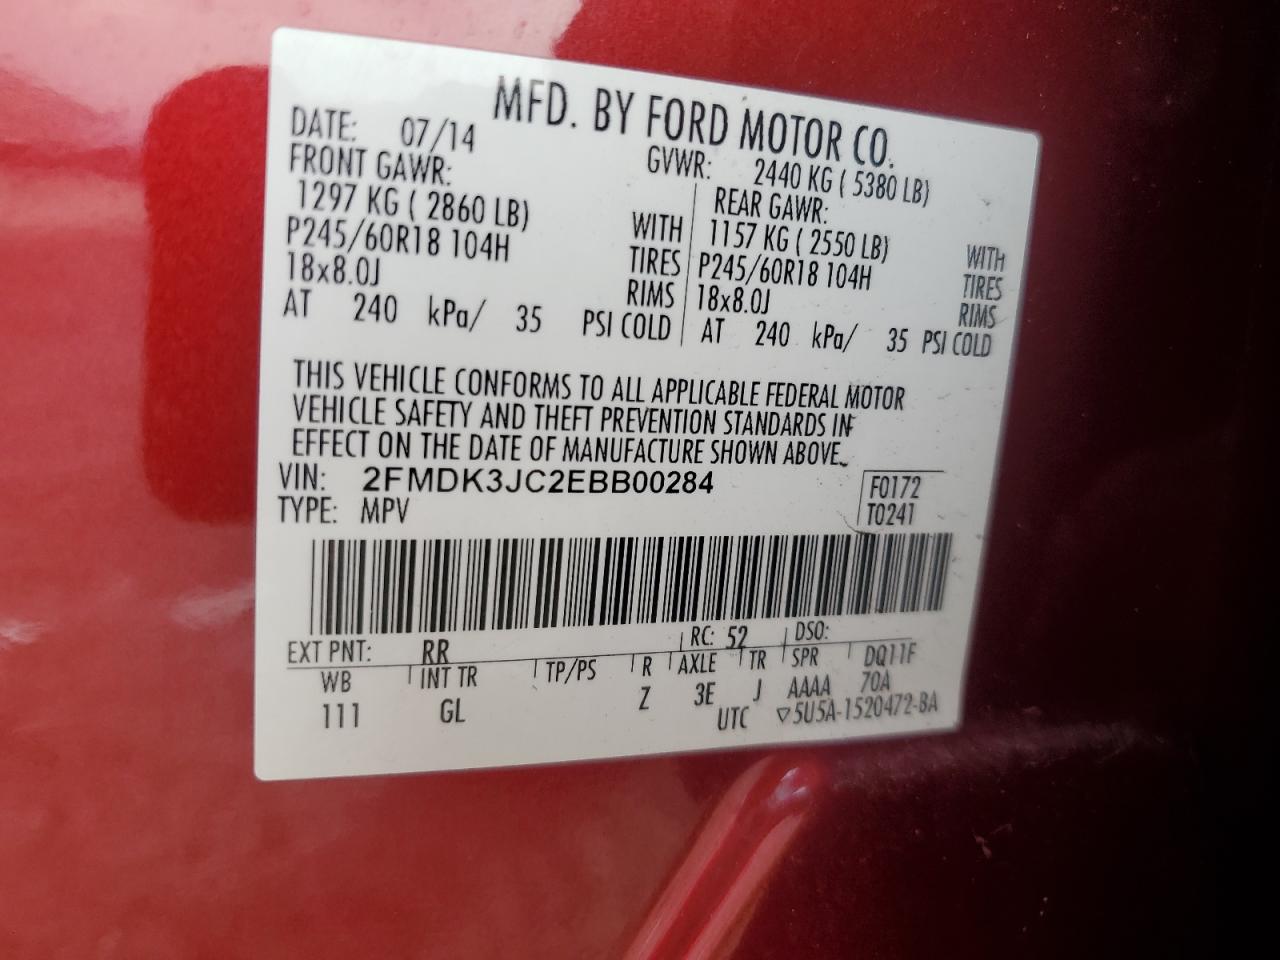 MFD. BY FORD MOTOR CO.
DATE: 07/14 GVWR: 2440 KG ( 5380 LB)
FRONT GAWR: REAR GAWR:
1297 KG ( 2860 LB) WITH 1157 KG ( 2550 LB) WITH
P245/60R18 104H TIRES P245/60R18 104H TIRES
18x8.0J RIMS 18x8.0J RIMS
AT 240 kPa/ 35 PSI COLD AT 240 kPa/ 35 PSI COLD
THIS VEHICLE CONFORMS TO ALL APPLICABLE FEDERAL MOTOR
VEHICLE SAFETY AND THEFT PREVENTION STANDARDS IN
EFFECT ON THE DATE OF MANUFACTURE SHOWN ABOVE.
VIN: 2FMDK3JC2EBB00284 F0172
TYPE: MPV T0241
EXT PNT: RR RC: 52 DSO:
WB INT TR TP/PS R AXLE TR SPR DQ11F
111 GL Z 3E J AAAA 70A
UTC ▽5U5A-1520472-BA